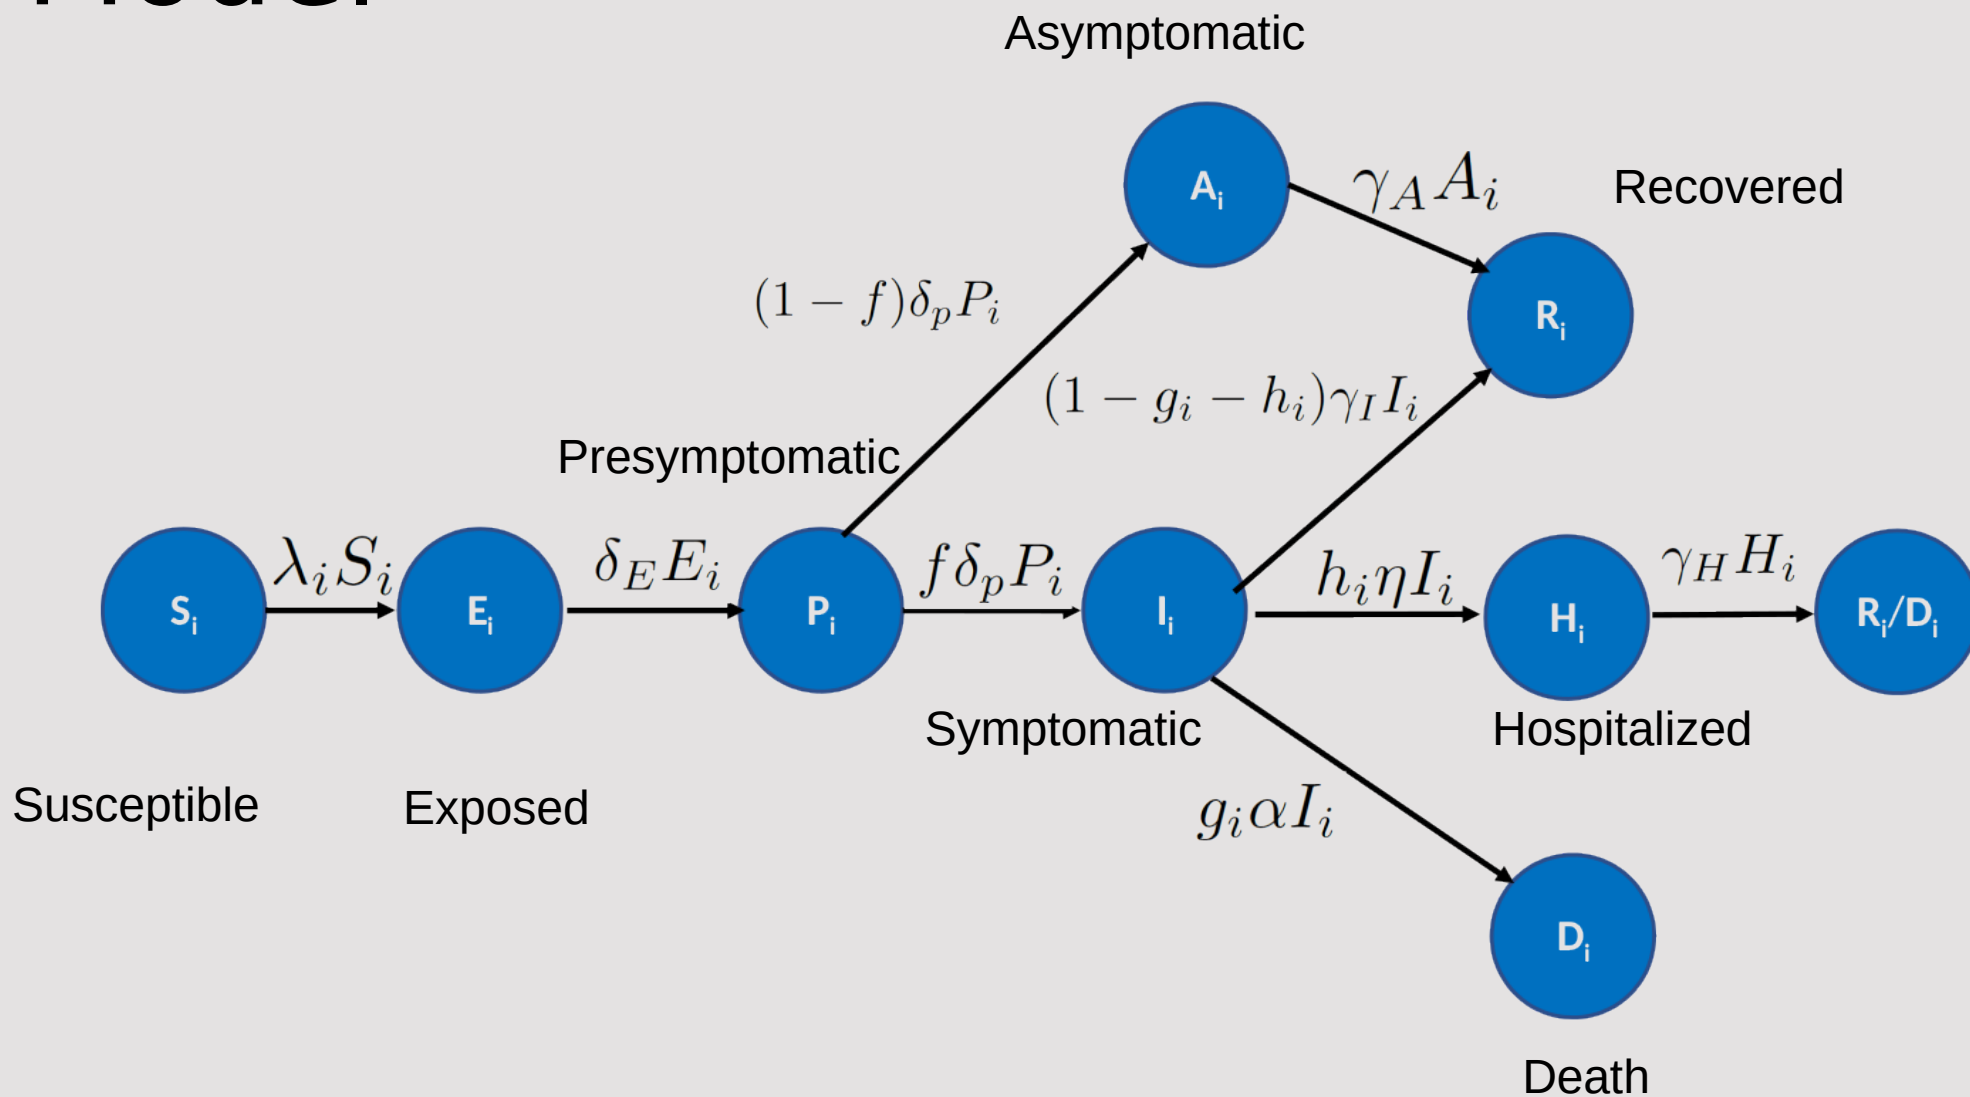 Model
Asymptomatic
A_i
γ_A A_i
Recovered
(1 − f)δ_p P_i
R_i
(1 − g_i − h_i)γ_I I_i
Presymptomatic
λ_i S_i
δ_E E_i
f δ_p P_i
h_i η I_i
γ_H H_i
S_i
E_i
P_i
I_i
H_i
R_i/D_i
Symptomatic
Hospitalized
Susceptible
Exposed
g_i α I_i
D_i
Death